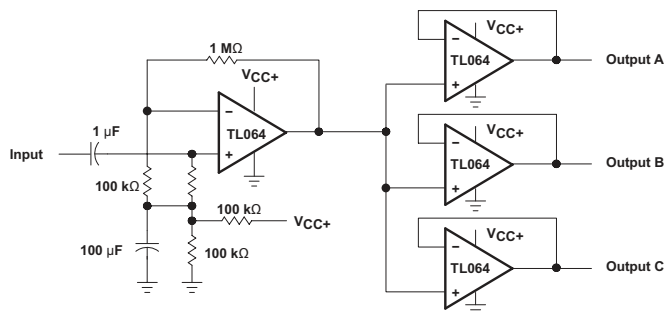 1 MΩ
VCC+
TL064
1 µF
Input
100 kΩ
100 kΩ
VCC+
100 µF
100 kΩ
VCC+
TL064
Output A
VCC+
TL064
Output B
VCC+
TL064
Output C
−
+
−
+
−
+
−
+